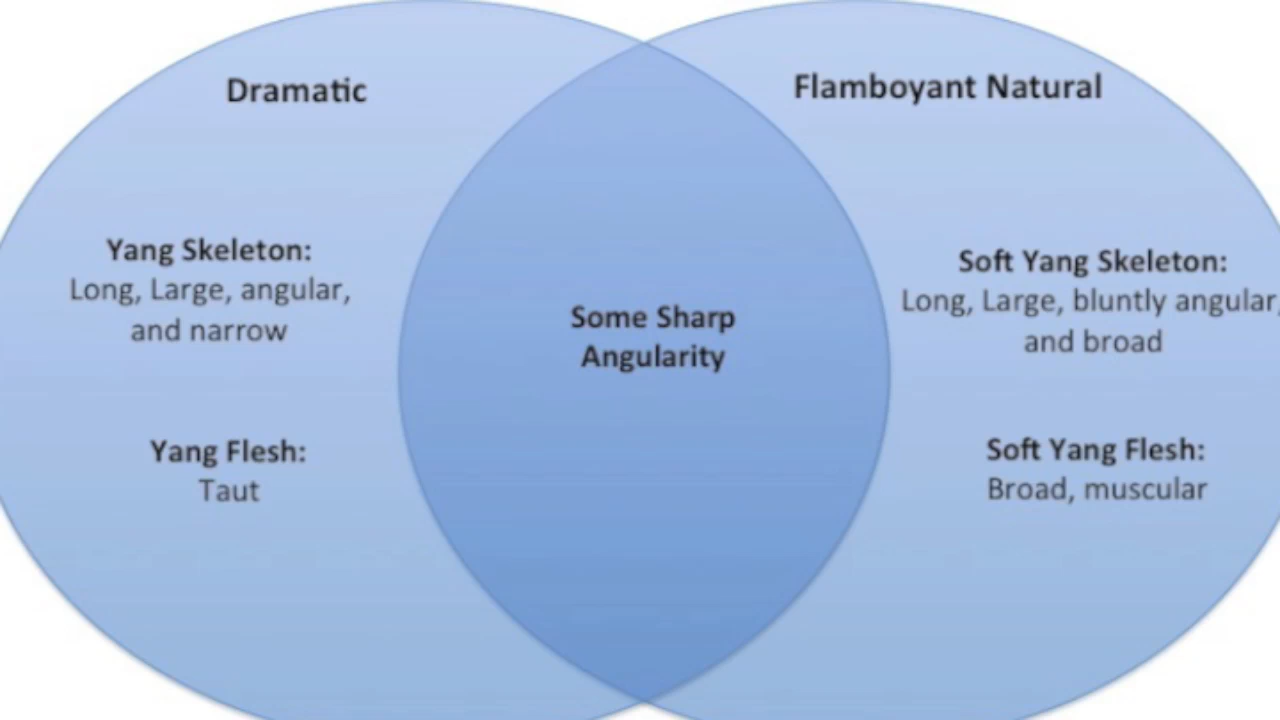 Dramatic
Yang Skeleton:
Long, Large, angular,
and narrow
Yang Flesh:
Taut
Some Sharp
Angularity
Flamboyant Natural
Soft Yang Skeleton:
Long, Large, bluntly angular,
and broad
Soft Yang Flesh:
Broad, muscular